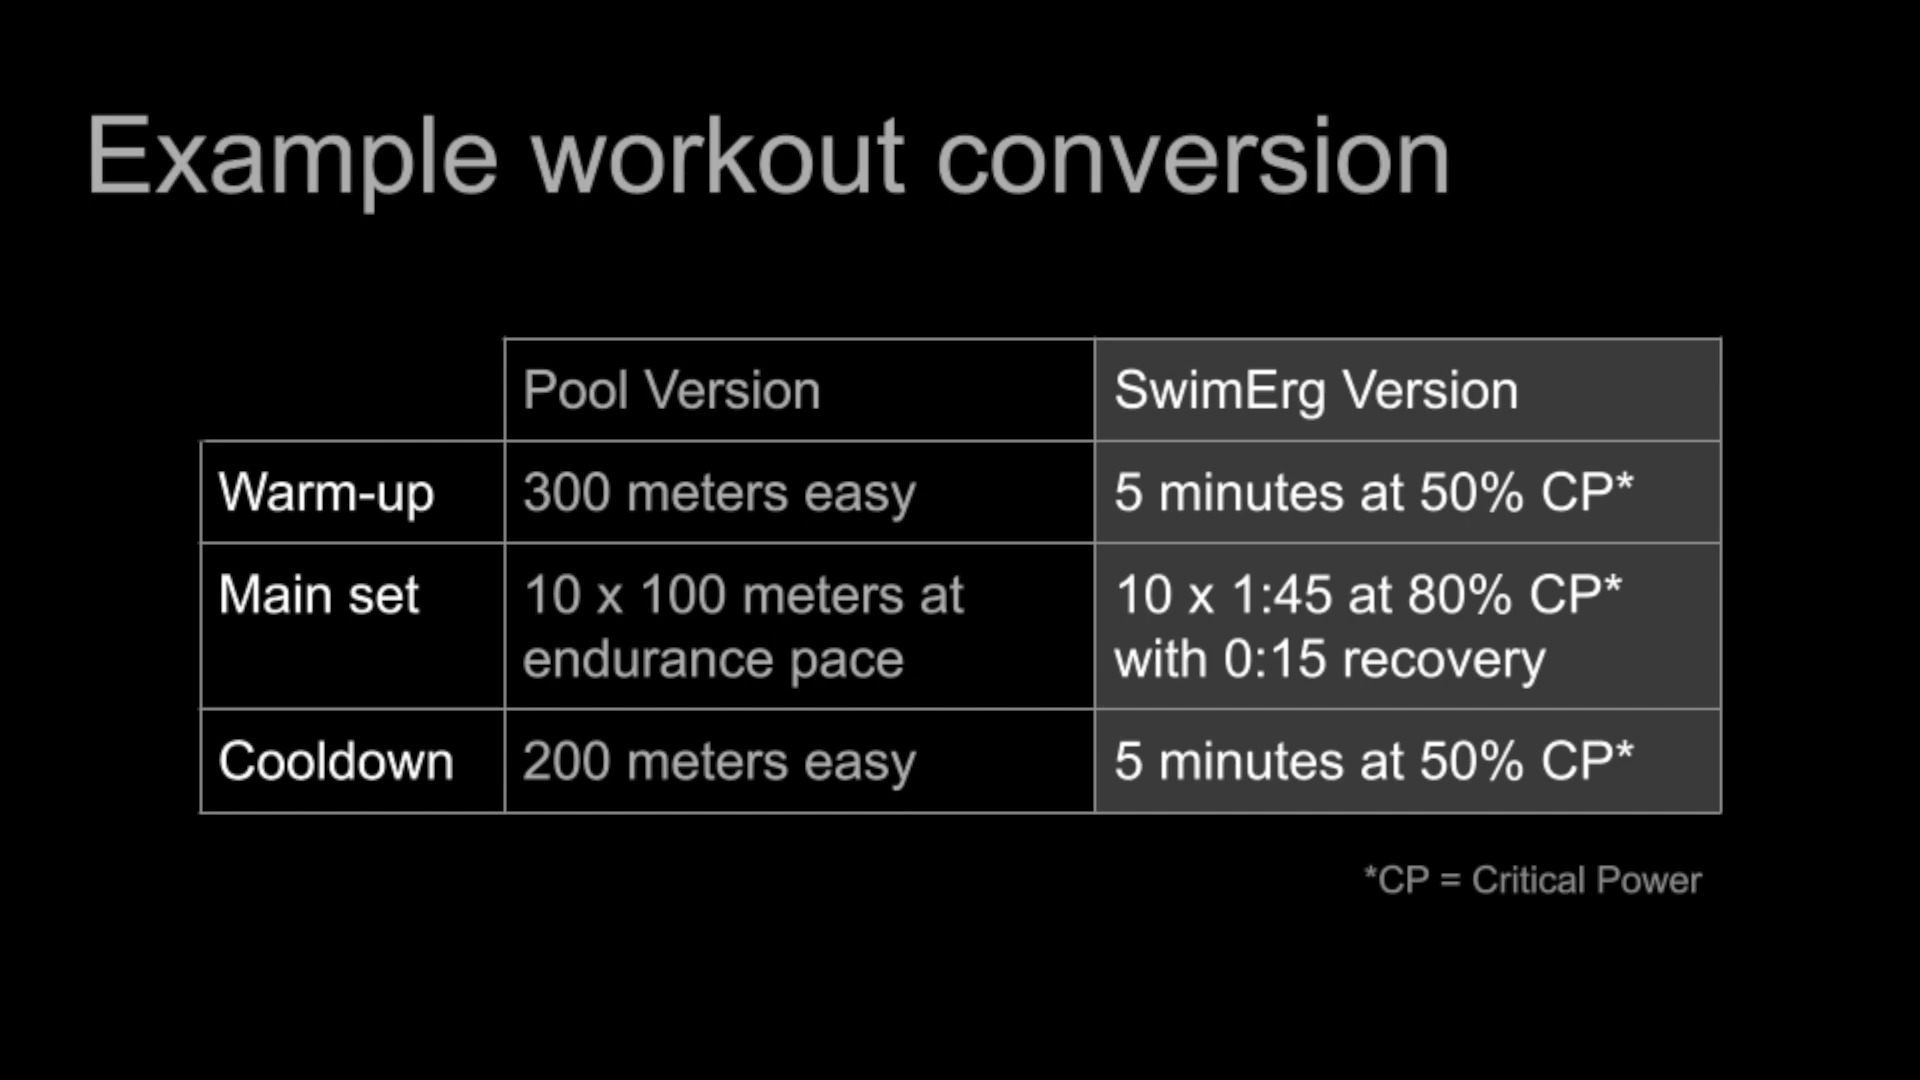 Example workout conversion
Pool Version
SwimErg Version
Warm-up
300 meters easy
5 minutes at 50% CP*
Main set
10 x 100 meters at
endurance pace
10 x 1:45 at 80% CP*
with 0:15 recovery
Cooldown
200 meters easy
5 minutes at 50% CP*
*CP = Critical Power